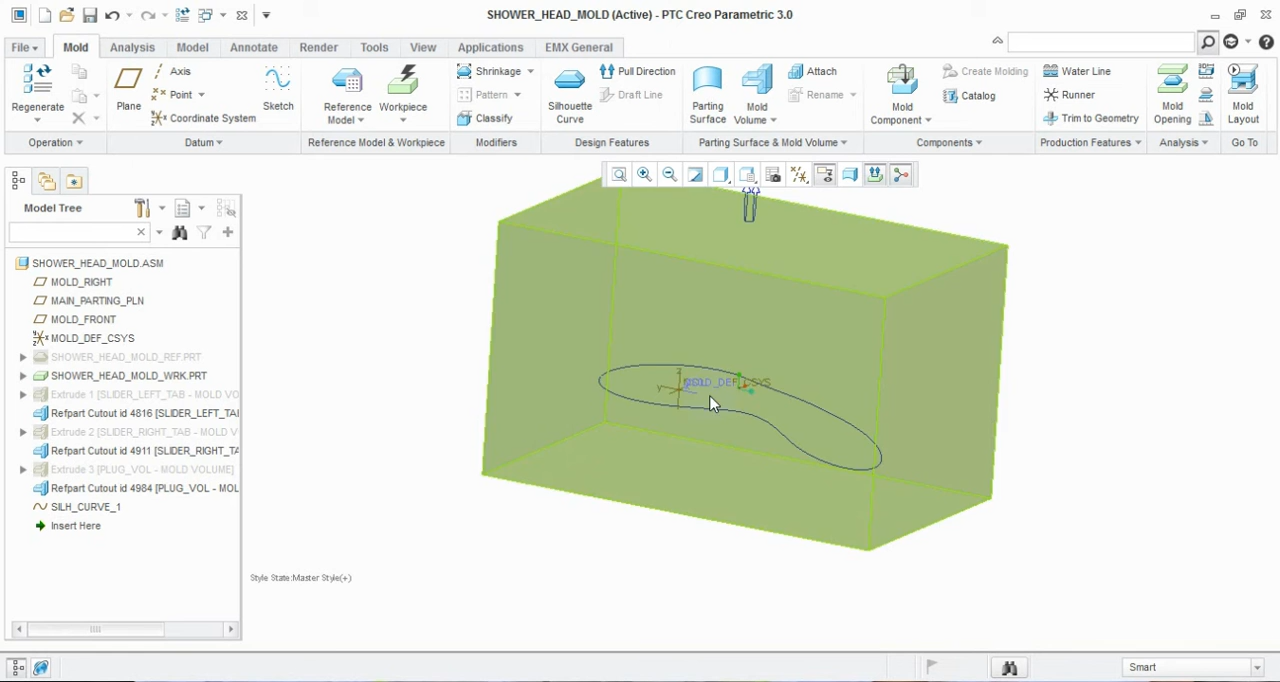 SHOWER_HEAD_MOLD (Active) - PTC Creo Parametric 3.0
File
Mold
Analysis
Model
Annotate
Render
Tools
View
Applications
EMX General
Regenerate
Operation
Plane
Axis
Point
Coordinate System
Sketch
Datum
Reference Model
Workpiece
Reference Model & Workpiece
Shrinkage
Pattern
Classify
Modifiers
Silhouette Curve
Pull Direction
Draft Line
Design Features
Parting Surface
Mold Volume
Attach
Rename
Parting Surface & Mold Volume
Mold Component
Create Molding
Catalog
Components
Water Line
Runner
Trim to Geometry
Production Features
Mold Opening
Analysis
Mold Layout
Go To
Model Tree
SHOWER_HEAD_MOLD.ASM
MOLD_RIGHT
MAIN_PARTING_PLN
MOLD_FRONT
MOLD_DEF_CSYS
SHOWER_HEAD_MOLD_REF.PRT
SHOWER_HEAD_MOLD_WRK.PRT
Extrude 1 [SLIDER_LEFT_TAB - MOLD VO
Refpart Cutout id 4816 [SLIDER_LEFT_TA
Extrude 2 [SLIDER_RIGHT_TAB - MOLD V
Refpart Cutout id 4911 [SLIDER_RIGHT_TA
Extrude 3 [PLUG_VOL - MOLD VOLUME]
Refpart Cutout id 4984 [PLUG_VOL - MOL
SILH_CURVE_1
Insert Here
Z
Y
MOLD_DEF_CSYS
Style State:Master Style(+)
Smart